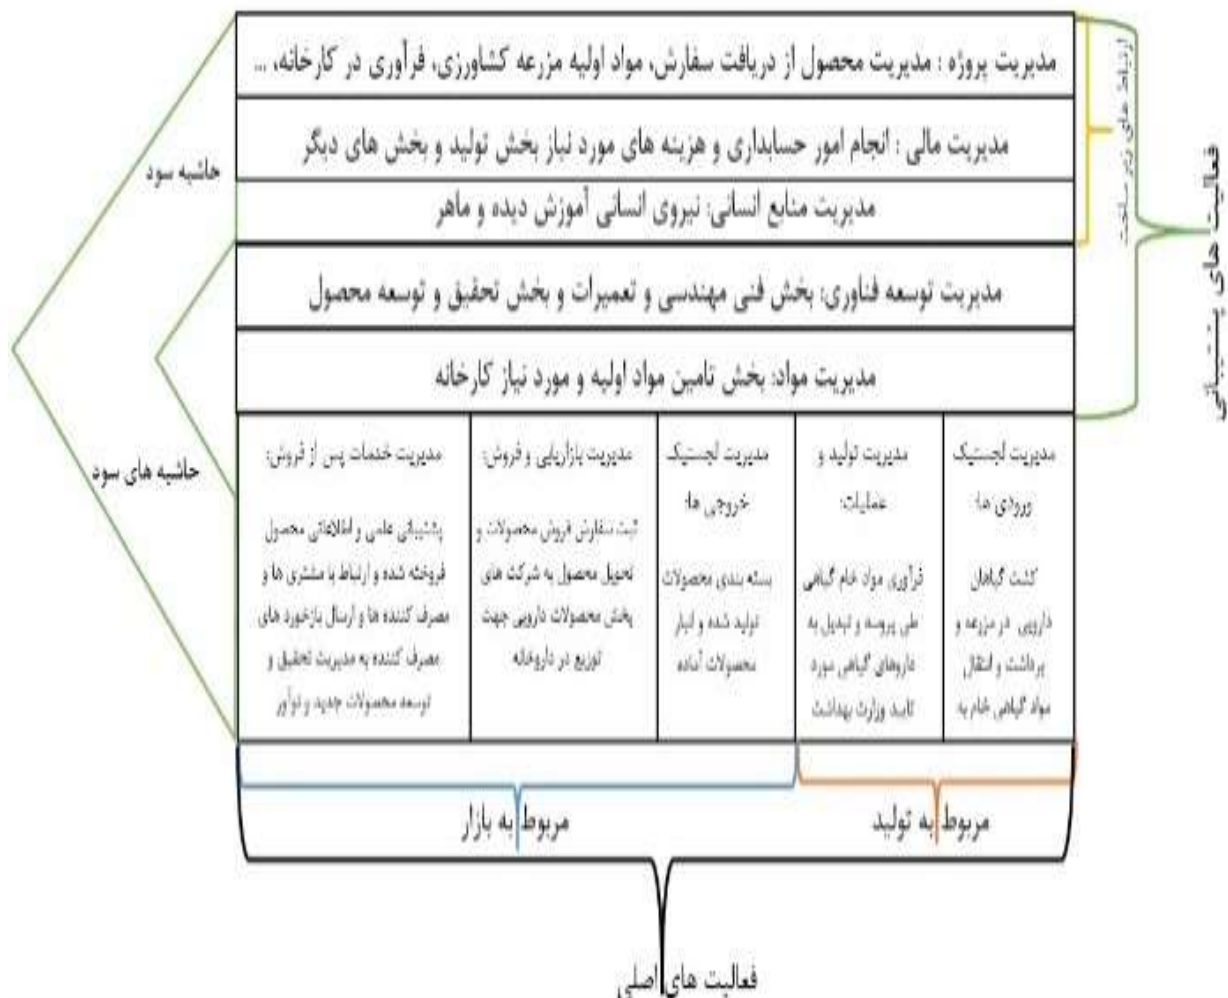 مدیریت پروژه : مدیریت محصول از دریافت سفارش، مواد اولیه مزرعه کشاورزی، فرآوری در کارخانه، ...
مدیریت مالی : انجام امور حسابداری و هزینه های مورد نیاز بخش تولید و بخش های دیگر
مدیریت منابع انسانی: نیروی انسانی آموزش دیده و ماهر
مدیریت توسعه فناوری: بخش فنی مهندسی و تعمیرات و بخش تحقیق و توسعه محصول
مدیریت مواد: بخش تامین مواد اولیه و مورد نیاز کارخانه
ارتباط های زیر ساخت
فعالیت های پشتیبانی
حاشیه سود
حاشیه های سود
مدیریت لجستیک
ورودی ها:
کشت گیاهان
دارویی در مزرعه و
برداشت و انتقال
مواد گیاهی خام به
مدیریت تولید و
عملیات:
فرآوری مواد خام گیاهی
طی پروسه و تبدیل به
داروهای گیاهی مورد
تایید وزارت بهداشت
مدیریت لجستیک
خروجی ها:
بسته بندی محصولات
تولید شده و انبار
محصولات آماده
مدیریت بازاریابی و فروش:
ثبت سفارش فروش محصولات و
تحویل محصول به شرکت های
پخش محصولات دارویی جهت
توزیع در داروخانه
مدیریت خدمات پس از فروش:
پشتیبانی علمی و اطلاعاتی محصول
فروخته شده و ارتباط با مشتری ها و
مصرف کننده ها و ارسال بازخورد های
مصرف کننده به مدیریت تحقیق و
توسعه محصولات جدید و نوآور
مربوط به تولید
مربوط به بازار
فعالیت های اصلی